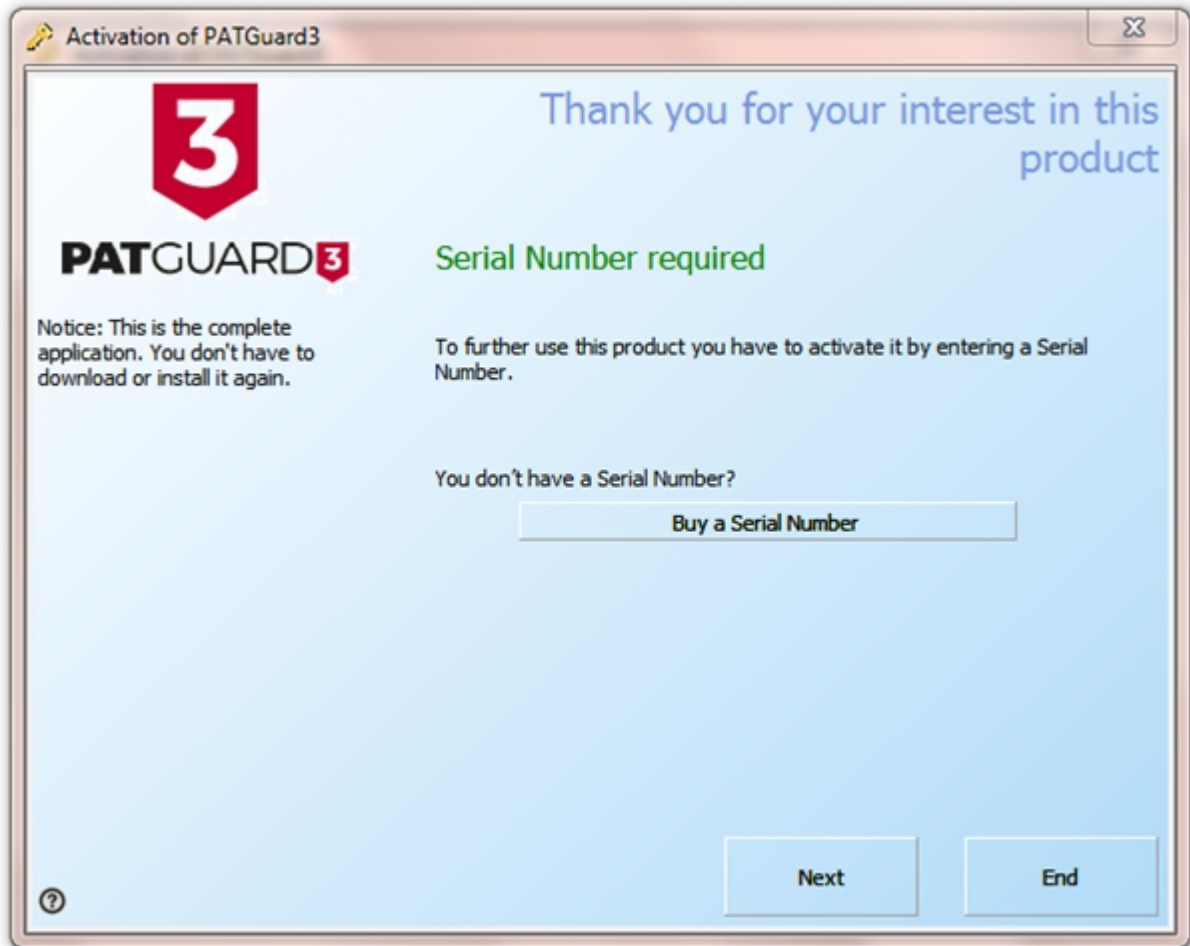 Activation of PATGuard3
3
PATGUARD3
Notice: This is the complete
application. You don't have to
download or install it again.
Thank you for your interest in this
product
Serial Number required
To further use this product you have to activate it by entering a Serial
Number.
You don't have a Serial Number?
Buy a Serial Number
Next
End
?